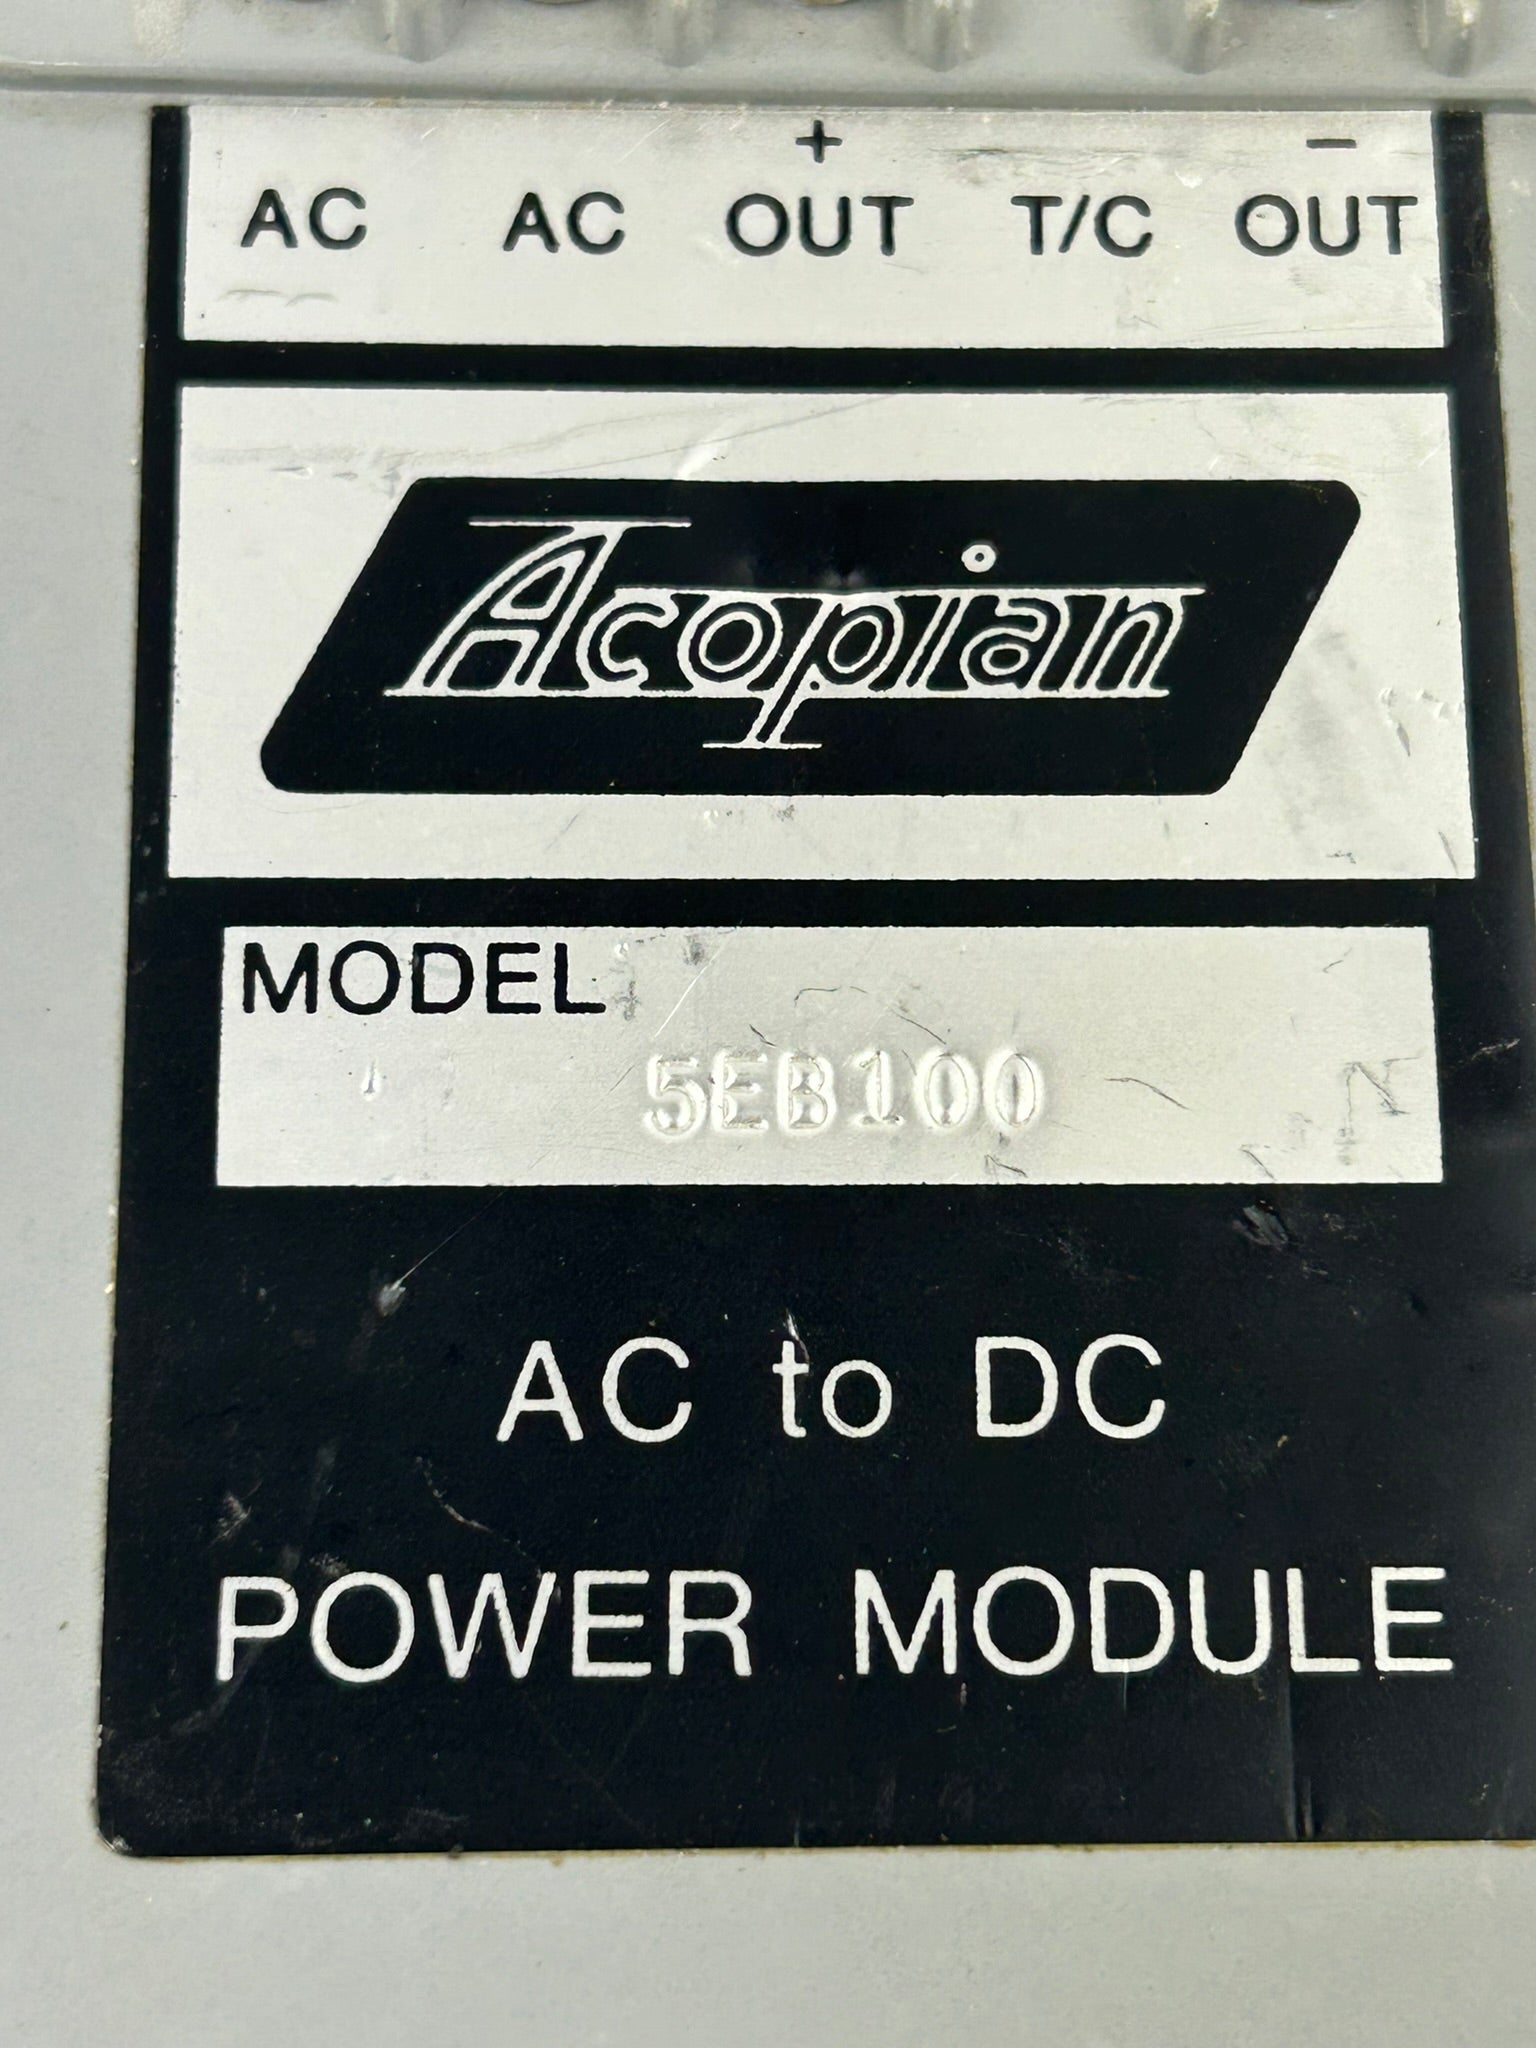 + −
AC AC OUT T/C OUT
Acopian
MODEL
5EB100
AC to DC
POWER MODULE